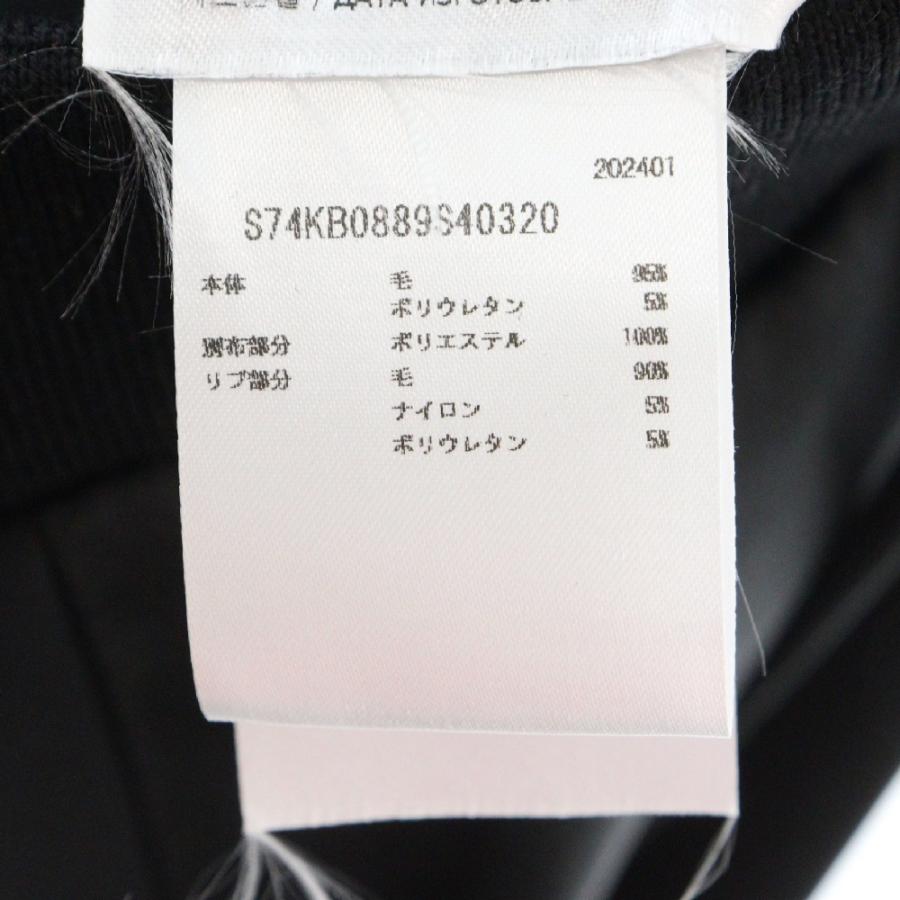 / ДАТА ИЗГОТОВЛ
202401
S74KB0889S40320
本体 毛 95%
ポリウレタン 5%
別布部分 ポリエステル 100%
リブ部分 毛 90%
ナイロン 5%
ポリウレタン 5%